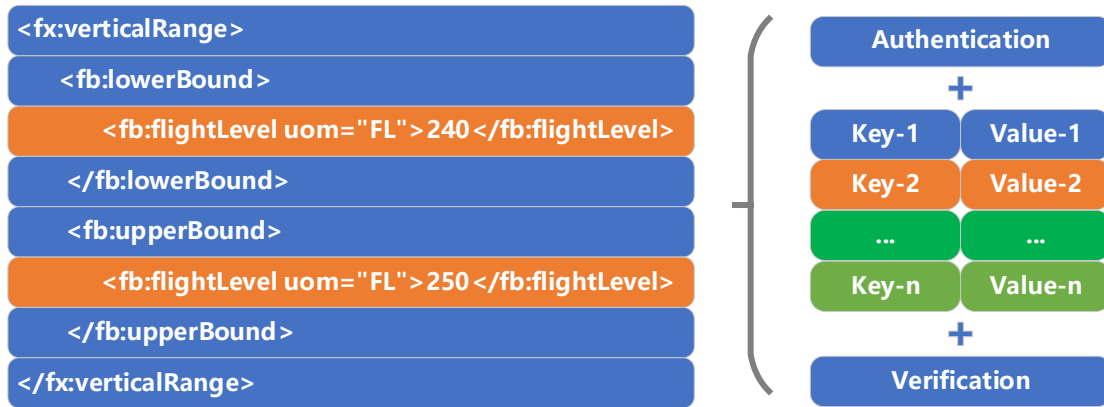 <fx:verticalRange>
<fb:lowerBound>
<fb:flightLevel uom="FL">240</fb:flightLevel>
</fb:lowerBound>
<fb:upperBound>
<fb:flightLevel uom="FL">250</fb:flightLevel>
</fb:upperBound>
</fx:verticalRange>
Authentication
+
Key-1 Value-1
Key-2 Value-2
... ...
Key-n Value-n
+
Verification